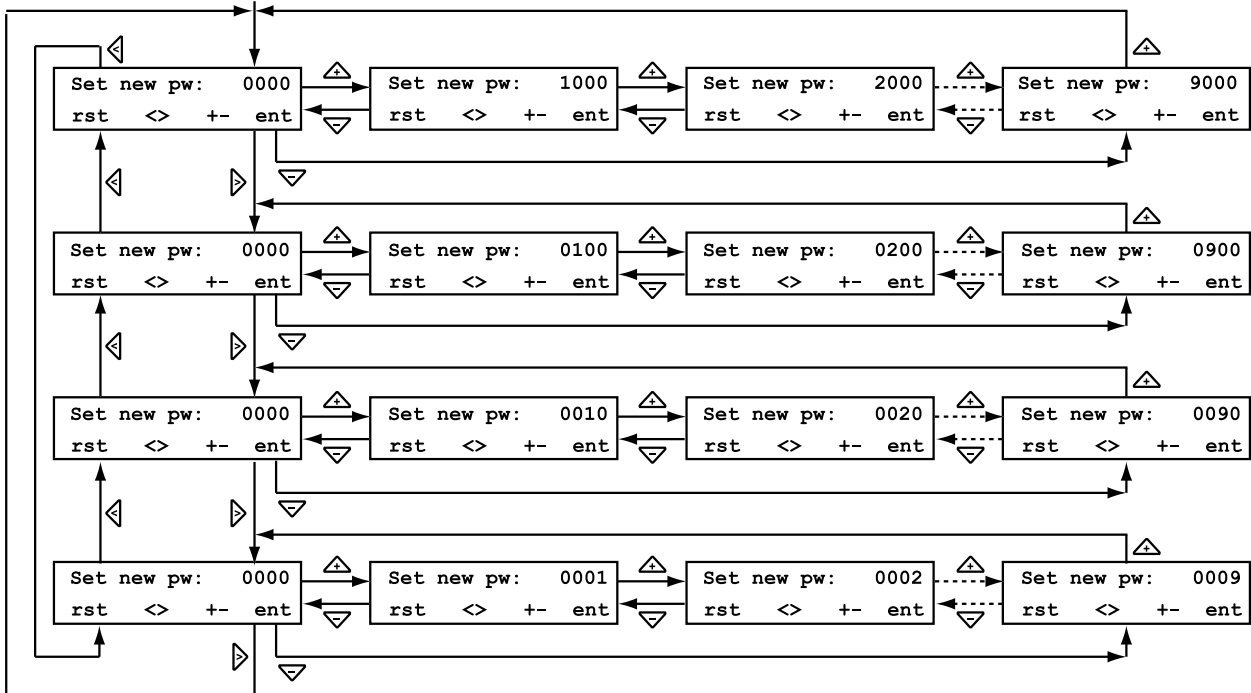 <
Set new pw: 0000
rst <> +- ent
+
-
Set new pw: 1000
rst <> +- ent
+
-
Set new pw: 2000
rst <> +- ent
+
-
Set new pw: 9000
rst <> +- ent
+
-
<
>
Set new pw: 0000
rst <> +- ent
+
-
Set new pw: 0100
rst <> +- ent
+
-
Set new pw: 0200
rst <> +- ent
+
-
Set new pw: 0900
rst <> +- ent
+
-
<
>
Set new pw: 0000
rst <> +- ent
+
-
Set new pw: 0010
rst <> +- ent
+
-
Set new pw: 0020
rst <> +- ent
+
-
Set new pw: 0090
rst <> +- ent
+
-
<
>
Set new pw: 0000
rst <> +- ent
+
-
Set new pw: 0001
rst <> +- ent
+
-
Set new pw: 0002
rst <> +- ent
+
-
Set new pw: 0009
rst <> +- ent
+
>
-